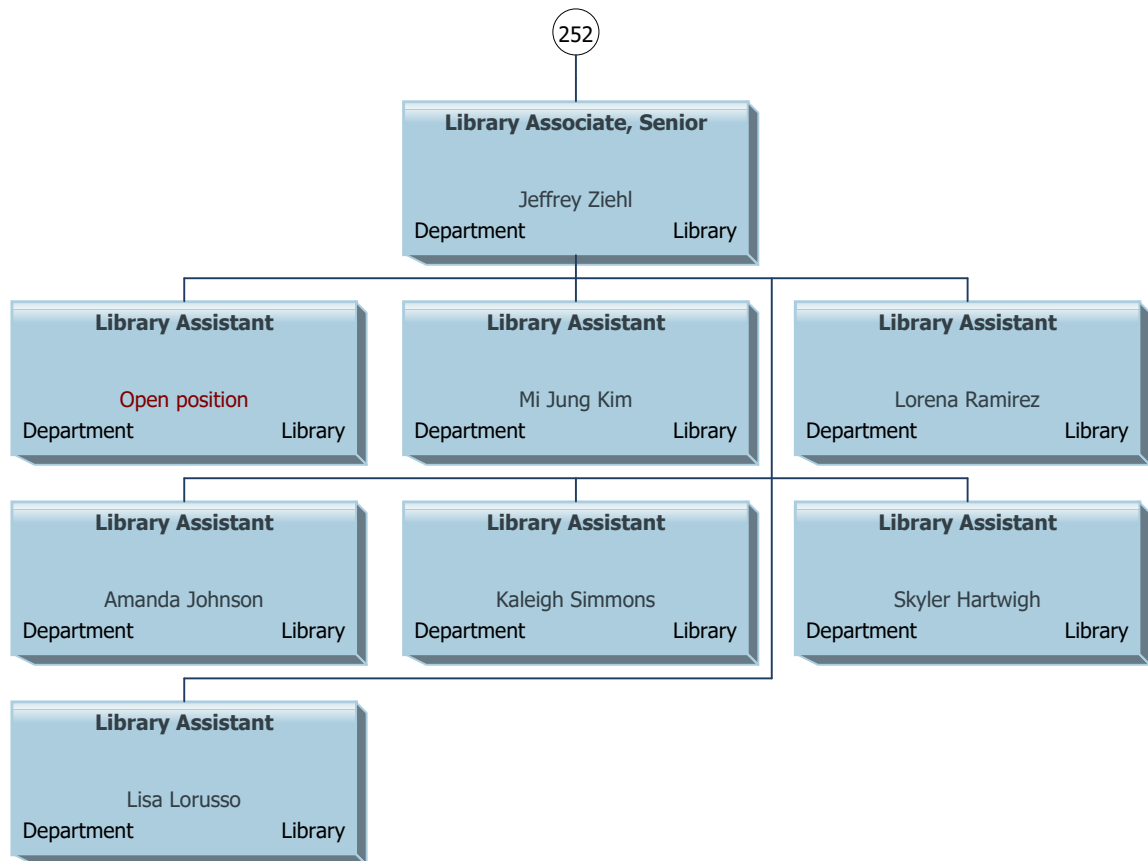 252
Library Associate, Senior
Jeffrey Ziehl
Department Library
Library Assistant
Open position
Department Library
Library Assistant
Mi Jung Kim
Department Library
Library Assistant
Lorena Ramirez
Department Library
Library Assistant
Amanda Johnson
Department Library
Library Assistant
Kaleigh Simmons
Department Library
Library Assistant
Skyler Hartwigh
Department Library
Library Assistant
Lisa Lorusso
Department Library